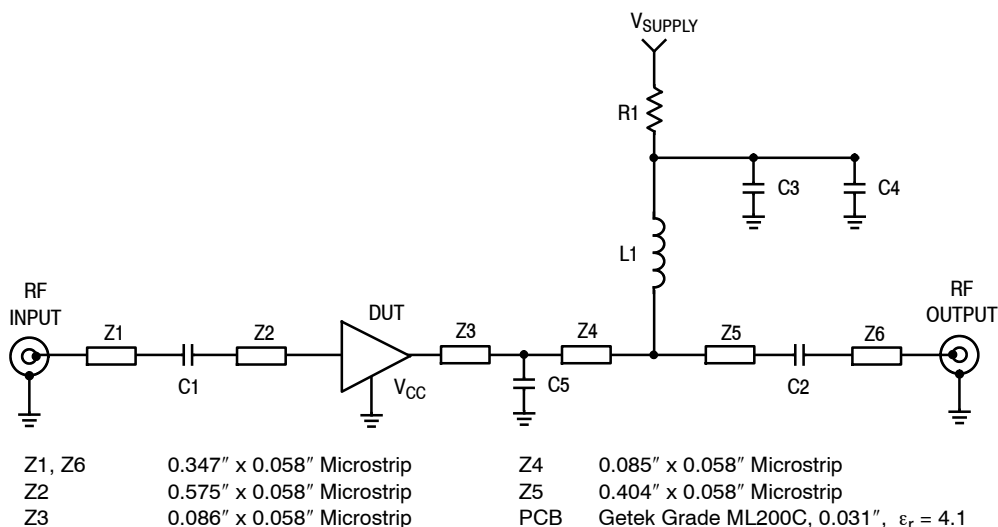 VSUPPLY
R1
C3
C4
L1
RF
INPUT
Z1
C1
Z2
DUT
VCC
Z3
C5
Z4
Z5
C2
Z6
RF
OUTPUT
Z1, Z6 0.347″ x 0.058″ Microstrip
Z2 0.575″ x 0.058″ Microstrip
Z3 0.086″ x 0.058″ Microstrip
Z4 0.085″ x 0.058″ Microstrip
Z5 0.404″ x 0.058″ Microstrip
PCB Getek Grade ML200C, 0.031″, εr = 4.1